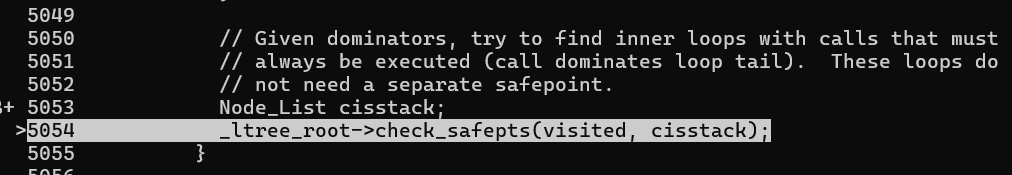 5049
5050 // Given dominators, try to find inner loops with calls that must
5051 // always be executed (call dominates loop tail). These loops do
5052 // not need a separate safepoint.
+ 5053 Node_List cisstack;
>5054 _ltree_root->check_safepts(visited, cisstack);
5055 }